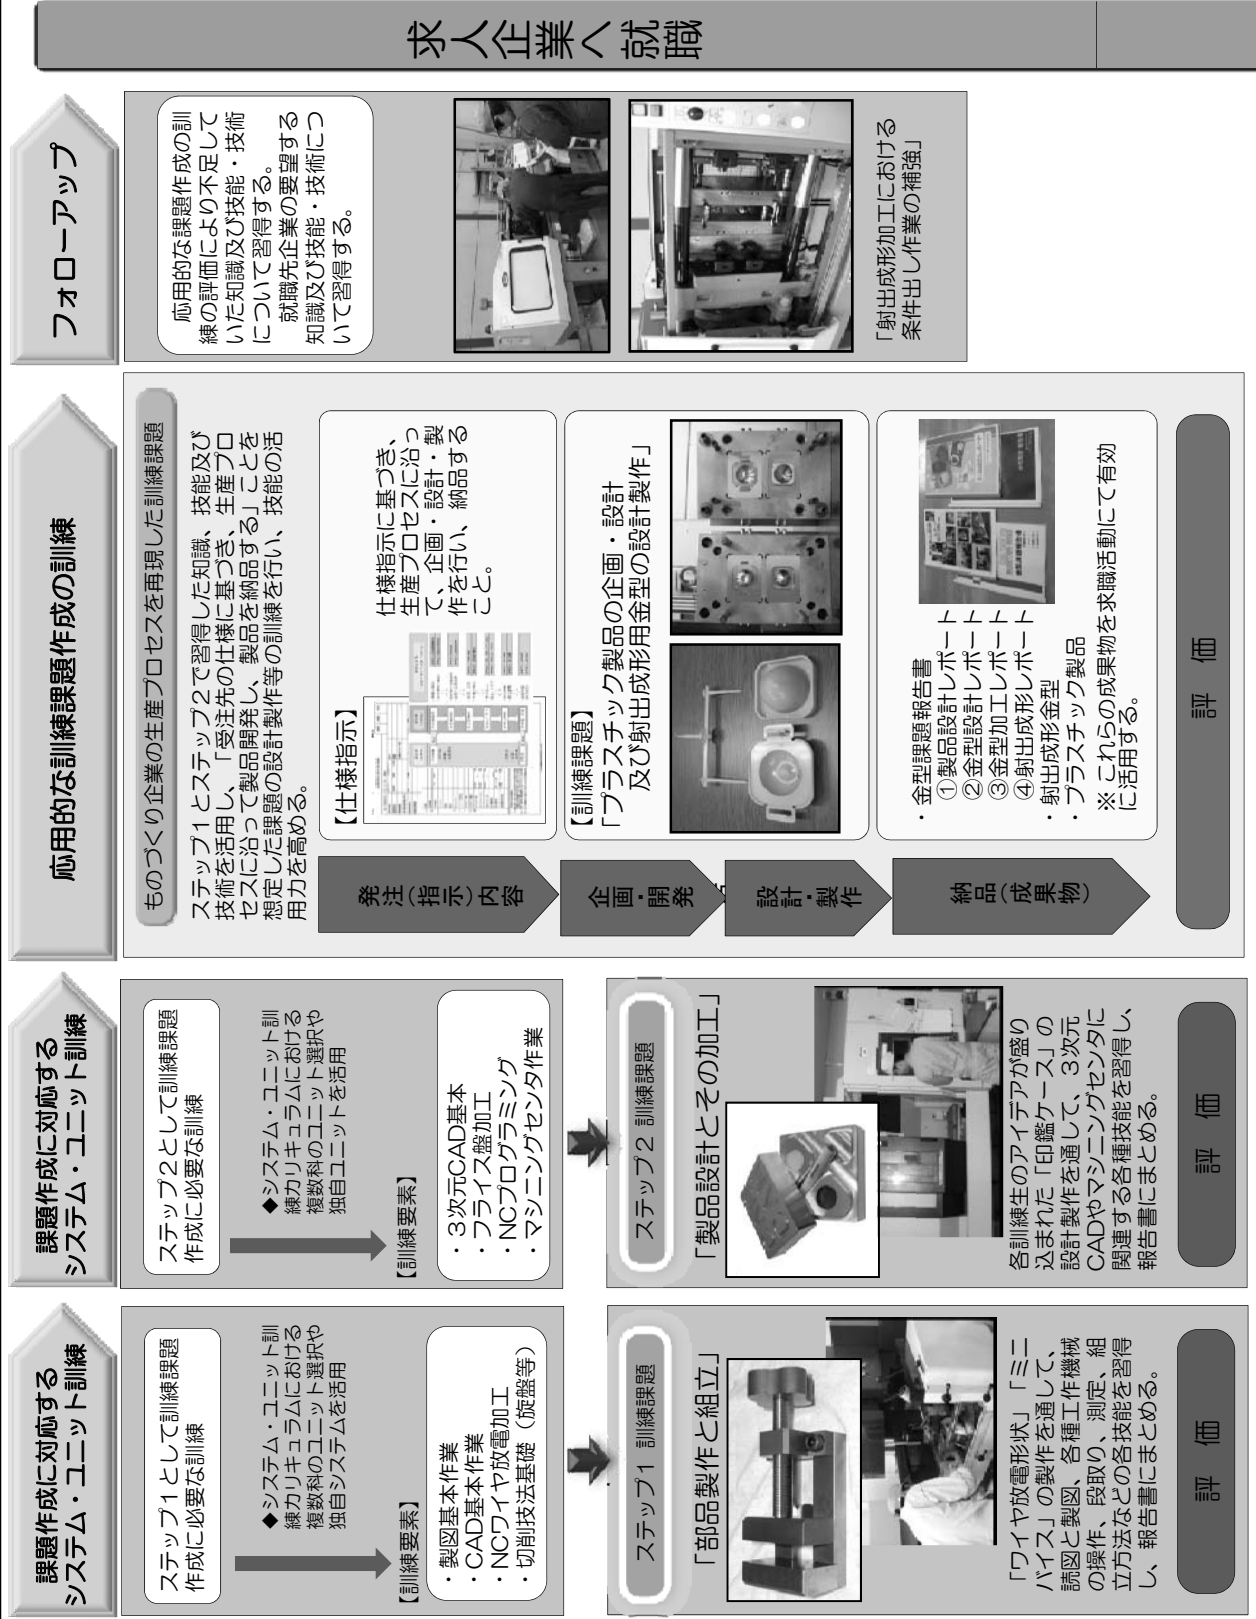 課題作成に対応する
システム・ユニット訓練
ステップ1として訓練課題
作成に必要な訓練
◆システム・ユニット訓
練カリキュラムにおける
複数科のユニット選択や
独自システムを活用
【訓練要素】
・製図基本作業
・CAD基本作業
・NCワイヤ放電加工
・切削技法基礎（旋盤等）
ステップ1 訓練課題
「部品製作と組立」
「ワイヤ放電形状」「ミニ
バイス」の製作を通して、
読図と製図、各種工作機械
の操作、段取り、測定、組
立方法などの各技能を習得
し、報告書にまとめる。
評 価
課題作成に対応する
システム・ユニット訓練
ステップ2として訓練課題
作成に必要な訓練
◆システム・ユニット訓
練カリキュラムにおける
複数科のユニット選択や
独自ユニットを活用
【訓練要素】
・3次元CAD基本
・フライス盤加工
・NCプログラミング
・マシニングセンタ作業
ステップ2 訓練課題
「製品設計とその加工」
各訓練生のアイデアが盛り
込まれた「印鑑ケース」の
設計製作を通して、3次元
CADやマシニングセンタに
関連する各種技能を習得し、
報告書にまとめる。
評 価
応用的な訓練課題作成の訓練
ものづくり企業の生産プロセスを再現した訓練課題
ステップ1とステップ2で習得した知識、技能及び
技術を活用し、「受注先の仕様に基づき、生産プロ
セスに沿って製品開発し、製品を納品する」ことを
想定した課題の設計製作等の訓練を行い、技能の活
用力を高める。
発注(指示)内容
【仕様指示】
仕様指示に基づき、
生産プロセスに沿っ
て、企画・設計・製
作を行い、納品する
こと。
企画・開発
設計・製作
【訓練課題】
「プラスチック製品の企画・設計
及び射出成形用金型の設計製作」
納品(成果物)
・金型課題報告書
①製品設計レポート
②金型設計レポート
③金型加工レポート
④射出成形レポート
・射出成形金型
・プラスチック製品
※これらの成果物を求職活動にて有効
に活用する。
評 価
フォローアップ
応用的な課題作成の訓
練の評価により不足して
いた知識及び技能・技術
について習得する。
就職先企業の要望する
知識及び技能・技術につ
いて習得する。
「射出成形加工における
条件出し作業の補強」
求人企業へ就職